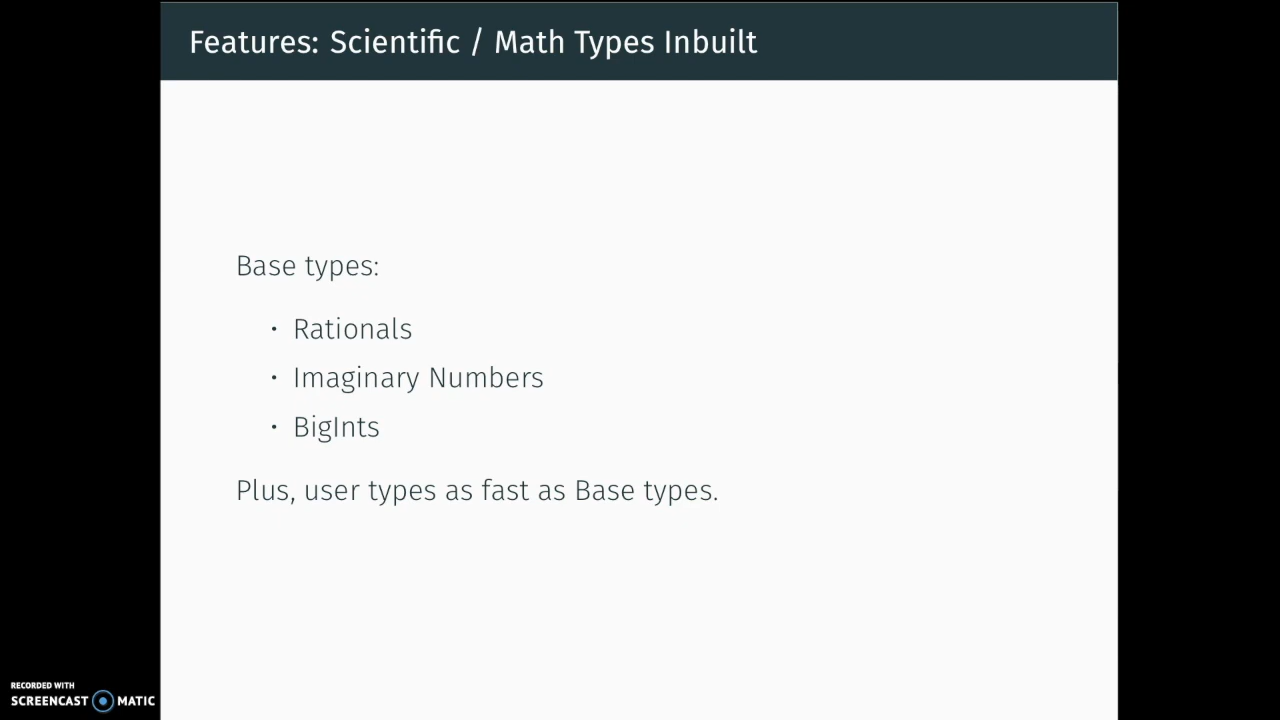 Features: Scientific / Math Types Inbuilt
Base types:
• Rationals
• Imaginary Numbers
• BigInts
Plus, user types as fast as Base types.
RECORDED WITH
SCREENCAST MATIC